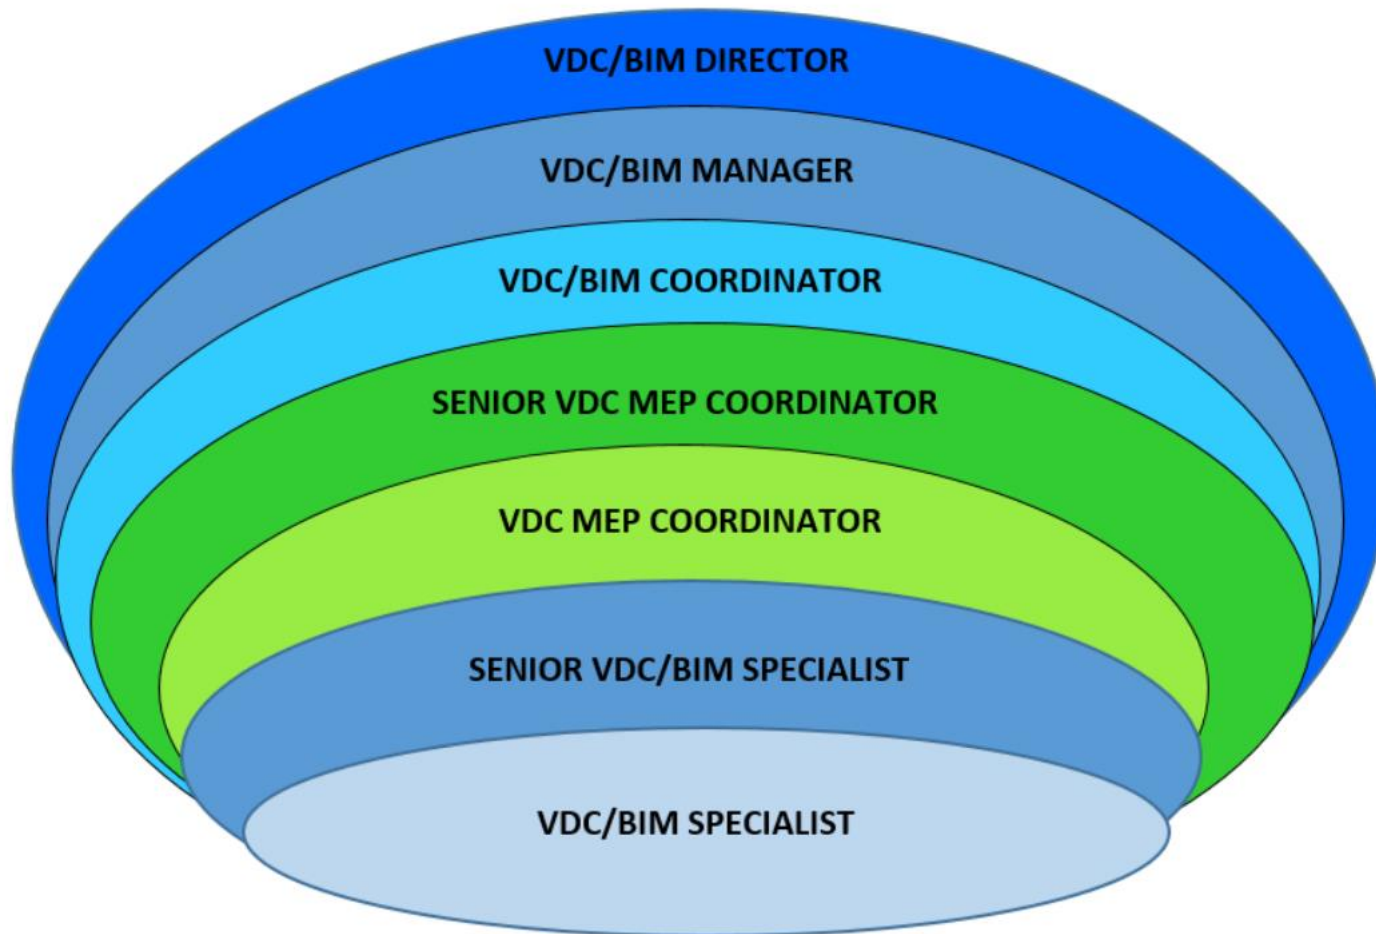 VDC/BIM DIRECTOR
VDC/BIM MANAGER
VDC/BIM COORDINATOR
SENIOR VDC MEP COORDINATOR
VDC MEP COORDINATOR
SENIOR VDC/BIM SPECIALIST
VDC/BIM SPECIALIST